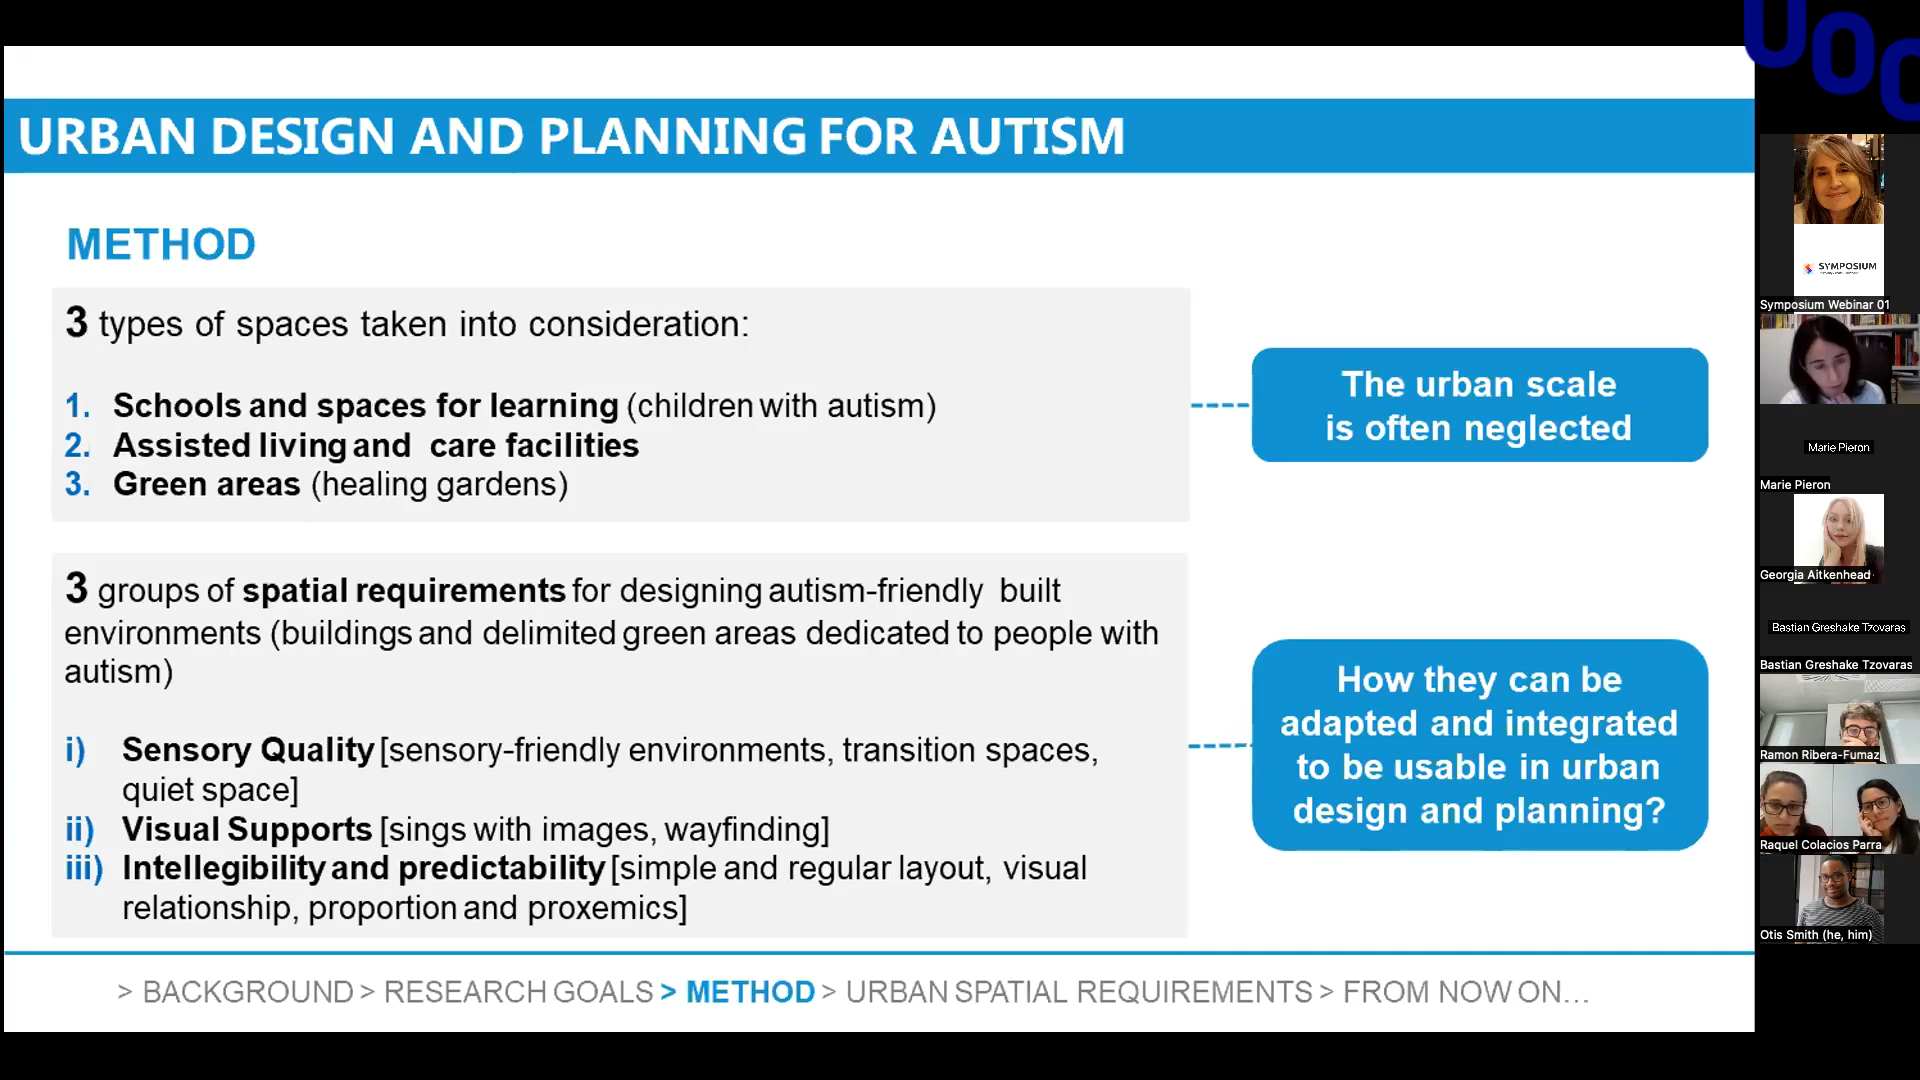 UOC
URBAN DESIGN AND PLANNING FOR AUTISM
METHOD
3 types of spaces taken into consideration:
1. Schools and spaces for learning (children with autism)
2. Assisted living and care facilities
3. Green areas (healing gardens)
The urban scale
is often neglected
3 groups of spatial requirements for designing autism-friendly built
environments (buildings and delimited green areas dedicated to people with
autism)
i) Sensory Quality [sensory-friendly environments, transition spaces,
quiet space]
ii) Visual Supports [sings with images, wayfinding]
iii) Intellegibility and predictability [simple and regular layout, visual
relationship, proportion and proxemics]
How they can be
adapted and integrated
to be usable in urban
design and planning?
> BACKGROUND > RESEARCH GOALS > METHOD > URBAN SPATIAL REQUIREMENTS > FROM NOW ON...
SYMPOSIUM
Symposium Webinar 01
Marie Pieron
Marie Pieron
Georgia Aitkenhead
Bastian Greshake Tzovaras
Bastian Greshake Tzovaras
Ramon Ribera-Fumaz
Raquel Colacios Parra
Otis Smith (he, him)